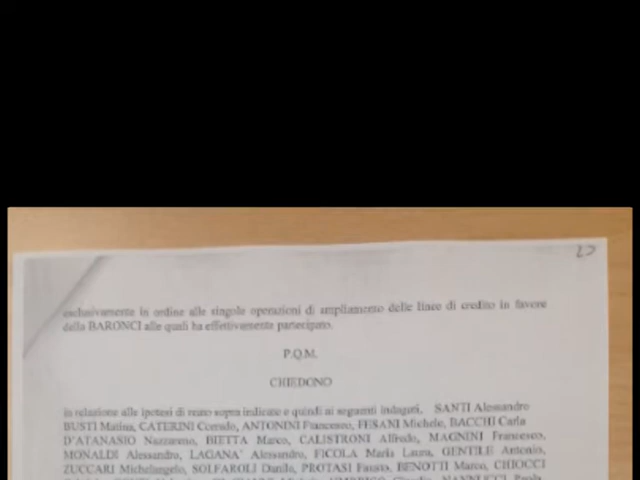 27
esclusivamente in ordine alle singole operazioni di ampliamento delle linee di credito in favore
della BARONCI alle quali ha effettivamente partecipato.
P.Q.M.
CHIEDONO
in relazione alle ipotesi di reato sopra indicate e quindi ai seguenti indagati, SANTI Alessandro
BUSTI Marina, CATERINI Corrado, ANTONINI Francesco, FESANI Michele, BACCHI Carla
D'ATANASIO Nazzareno, BIETTA Marco, CALISTRONI Alfredo, MAGNINI Francesco,
MONALDI Alessandro, LAGANA' Alessandro, FICOLA Maria Laura, GENTILE Antonio,
ZUCCARI Michelangelo, SOLFAROLI Danilo, PROTASI Fausto, BENOTTI Marco, CHIOCCI